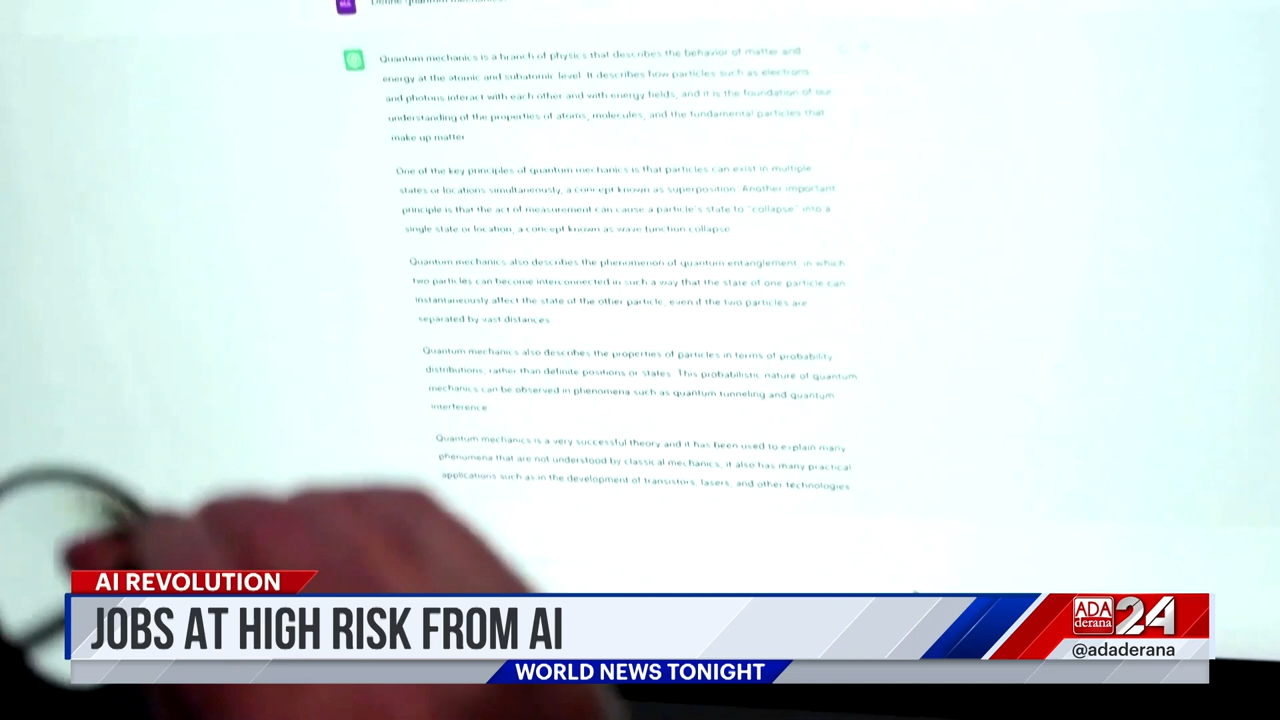 Define quantum mechanics.
Quantum mechanics is a branch of physics that describes the behavior of matter and
energy at the atomic and subatomic level. It describes how particles such as electrons
and photons interact with each other and with energy fields, and it is the foundation of our
understanding of the properties of atoms, molecules, and the fundamental particles that
make up matter.
One of the key principles of quantum mechanics is that particles can exist in multiple
states or locations simultaneously, a concept known as superposition. Another important
principle is that the act of measurement can cause a particle's state to "collapse" into a
single state or location, a concept known as wave function collapse.
Quantum mechanics also describes the phenomenon of quantum entanglement, in which
two particles can become interconnected in such a way that the state of one particle can
instantaneously affect the state of the other particle, even if the two particles are
separated by vast distances.
Quantum mechanics also describes the properties of particles in terms of probability
distributions, rather than definite positions or states. This probabilistic nature of quantum
mechanics can be observed in phenomena such as quantum tunneling and quantum
interference.
Quantum mechanics is a very successful theory and it has been used to explain many
phenomena that are not understood by classical mechanics, it also has many practical
applications such as in the development of transistors, lasers, and other technologies.
AI REVOLUTION
JOBS AT HIGH RISK FROM AI
ADA
derana
24
@adaderana
WORLD NEWS TONIGHT